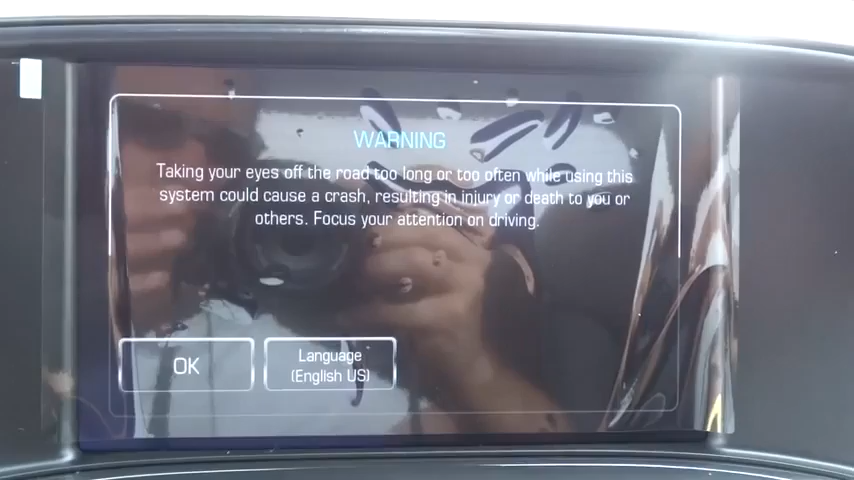 WARNING
Taking your eyes off the road too long or too often while using this
system could cause a crash, resulting in injury or death to you or
others. Focus your attention on driving.
OK
Language
(English US)